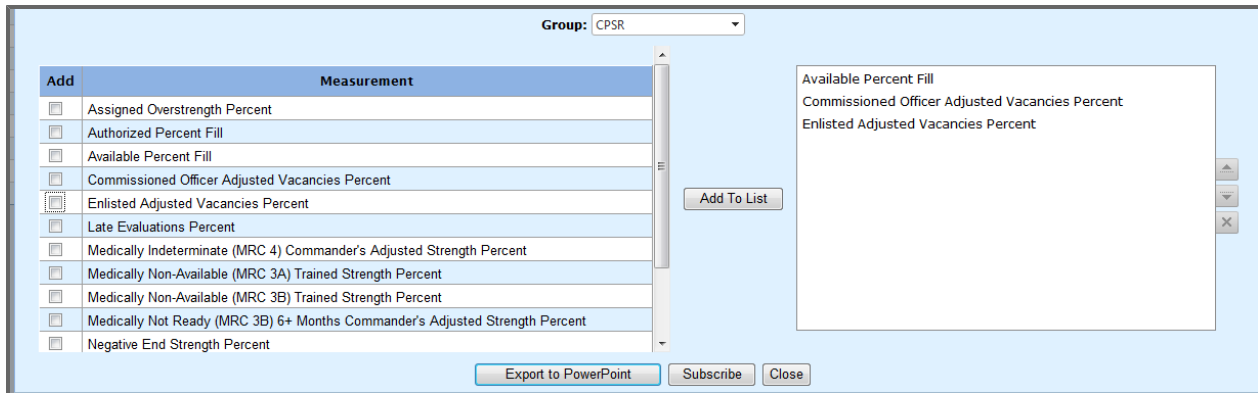 Group: CPSR
Add Measurement
Assigned Overstrength Percent
Authorized Percent Fill
Available Percent Fill
Commissioned Officer Adjusted Vacancies Percent
Enlisted Adjusted Vacancies Percent
Late Evaluations Percent
Medically Indeterminate (MRC 4) Commander's Adjusted Strength Percent
Medically Non-Available (MRC 3A) Trained Strength Percent
Medically Non-Available (MRC 3B) Trained Strength Percent
Medically Not Ready (MRC 3B) 6+ Months Commander's Adjusted Strength Percent
Negative End Strength Percent
Add To List
Available Percent Fill
Commissioned Officer Adjusted Vacancies Percent
Enlisted Adjusted Vacancies Percent
Export to PowerPoint Subscribe Close